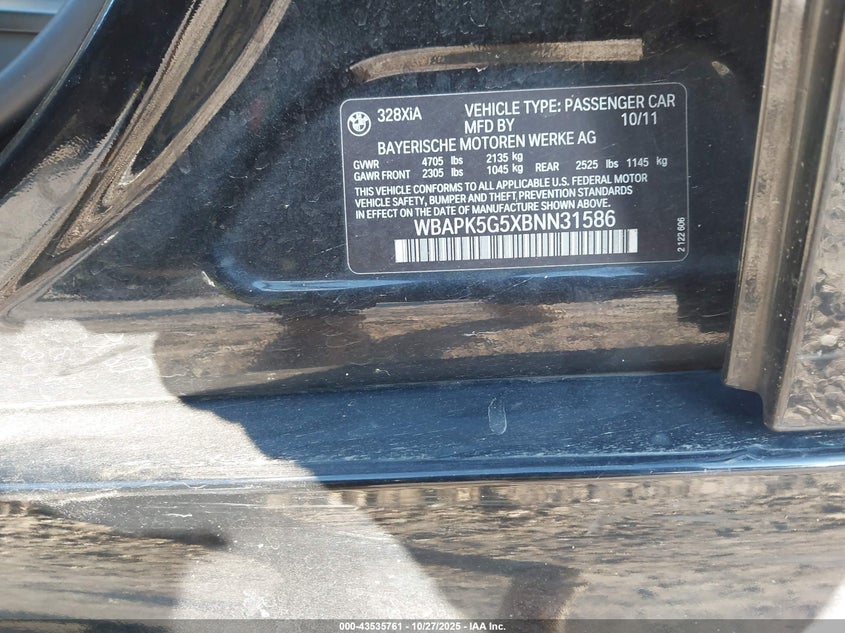 328XiA VEHICLE TYPE: PASSENGER CAR
MFD BY 10/11
BAYERISCHE MOTOREN WERKE AG
GVWR 4705 lbs 2135 kg
GAWR FRONT 2305 lbs 1045 kg REAR 2525 lbs 1145 kg
THIS VEHICLE CONFORMS TO ALL APPLICABLE U.S. FEDERAL MOTOR
VEHICLE SAFETY, BUMPER AND THEFT PREVENTION STANDARDS
IN EFFECT ON THE DATE OF MANUFACTURE SHOWN ABOVE.
WBAPK5G5XBNN31586
2 122 606
000-43535761 - 10/27/2025 - IAA Inc.